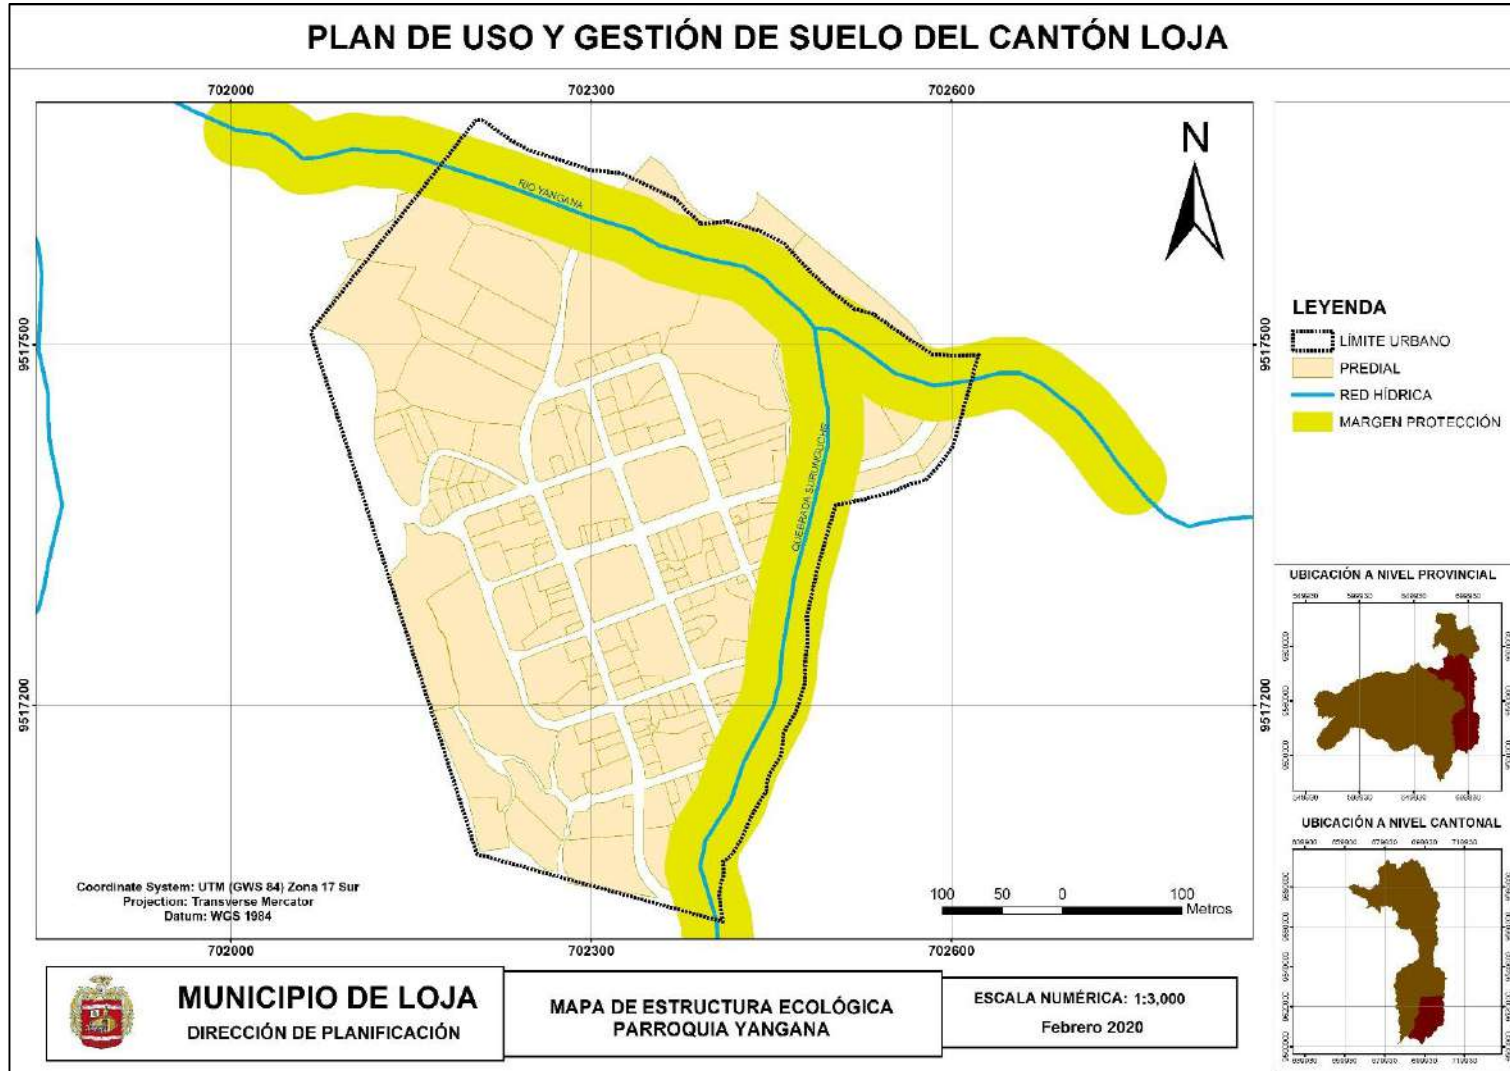 PLAN DE USO Y GESTIÓN DE SUELO DEL CANTÓN LOJA
702000
702300
702600
N
RIO YANGANA
QUEBRADA SURUNGUCHE
9517500
9517500
9517200
9517200
LEYENDA
LÍMITE URBANO
PREDIAL
RED HÍDRICA
MARGEN PROTECCIÓN
UBICACIÓN A NIVEL PROVINCIAL
UBICACIÓN A NIVEL CANTONAL
Coordinate System: UTM (GWS 84) Zona 17 Sur
Projection: Transverse Mercator
Datum: WGS 1984
100 50 0 100
Metros
702000
702300
702600
MUNICIPIO DE LOJA
DIRECCIÓN DE PLANIFICACIÓN
MAPA DE ESTRUCTURA ECOLÓGICA
PARROQUIA YANGANA
ESCALA NUMÉRICA: 1:3,000
Febrero 2020